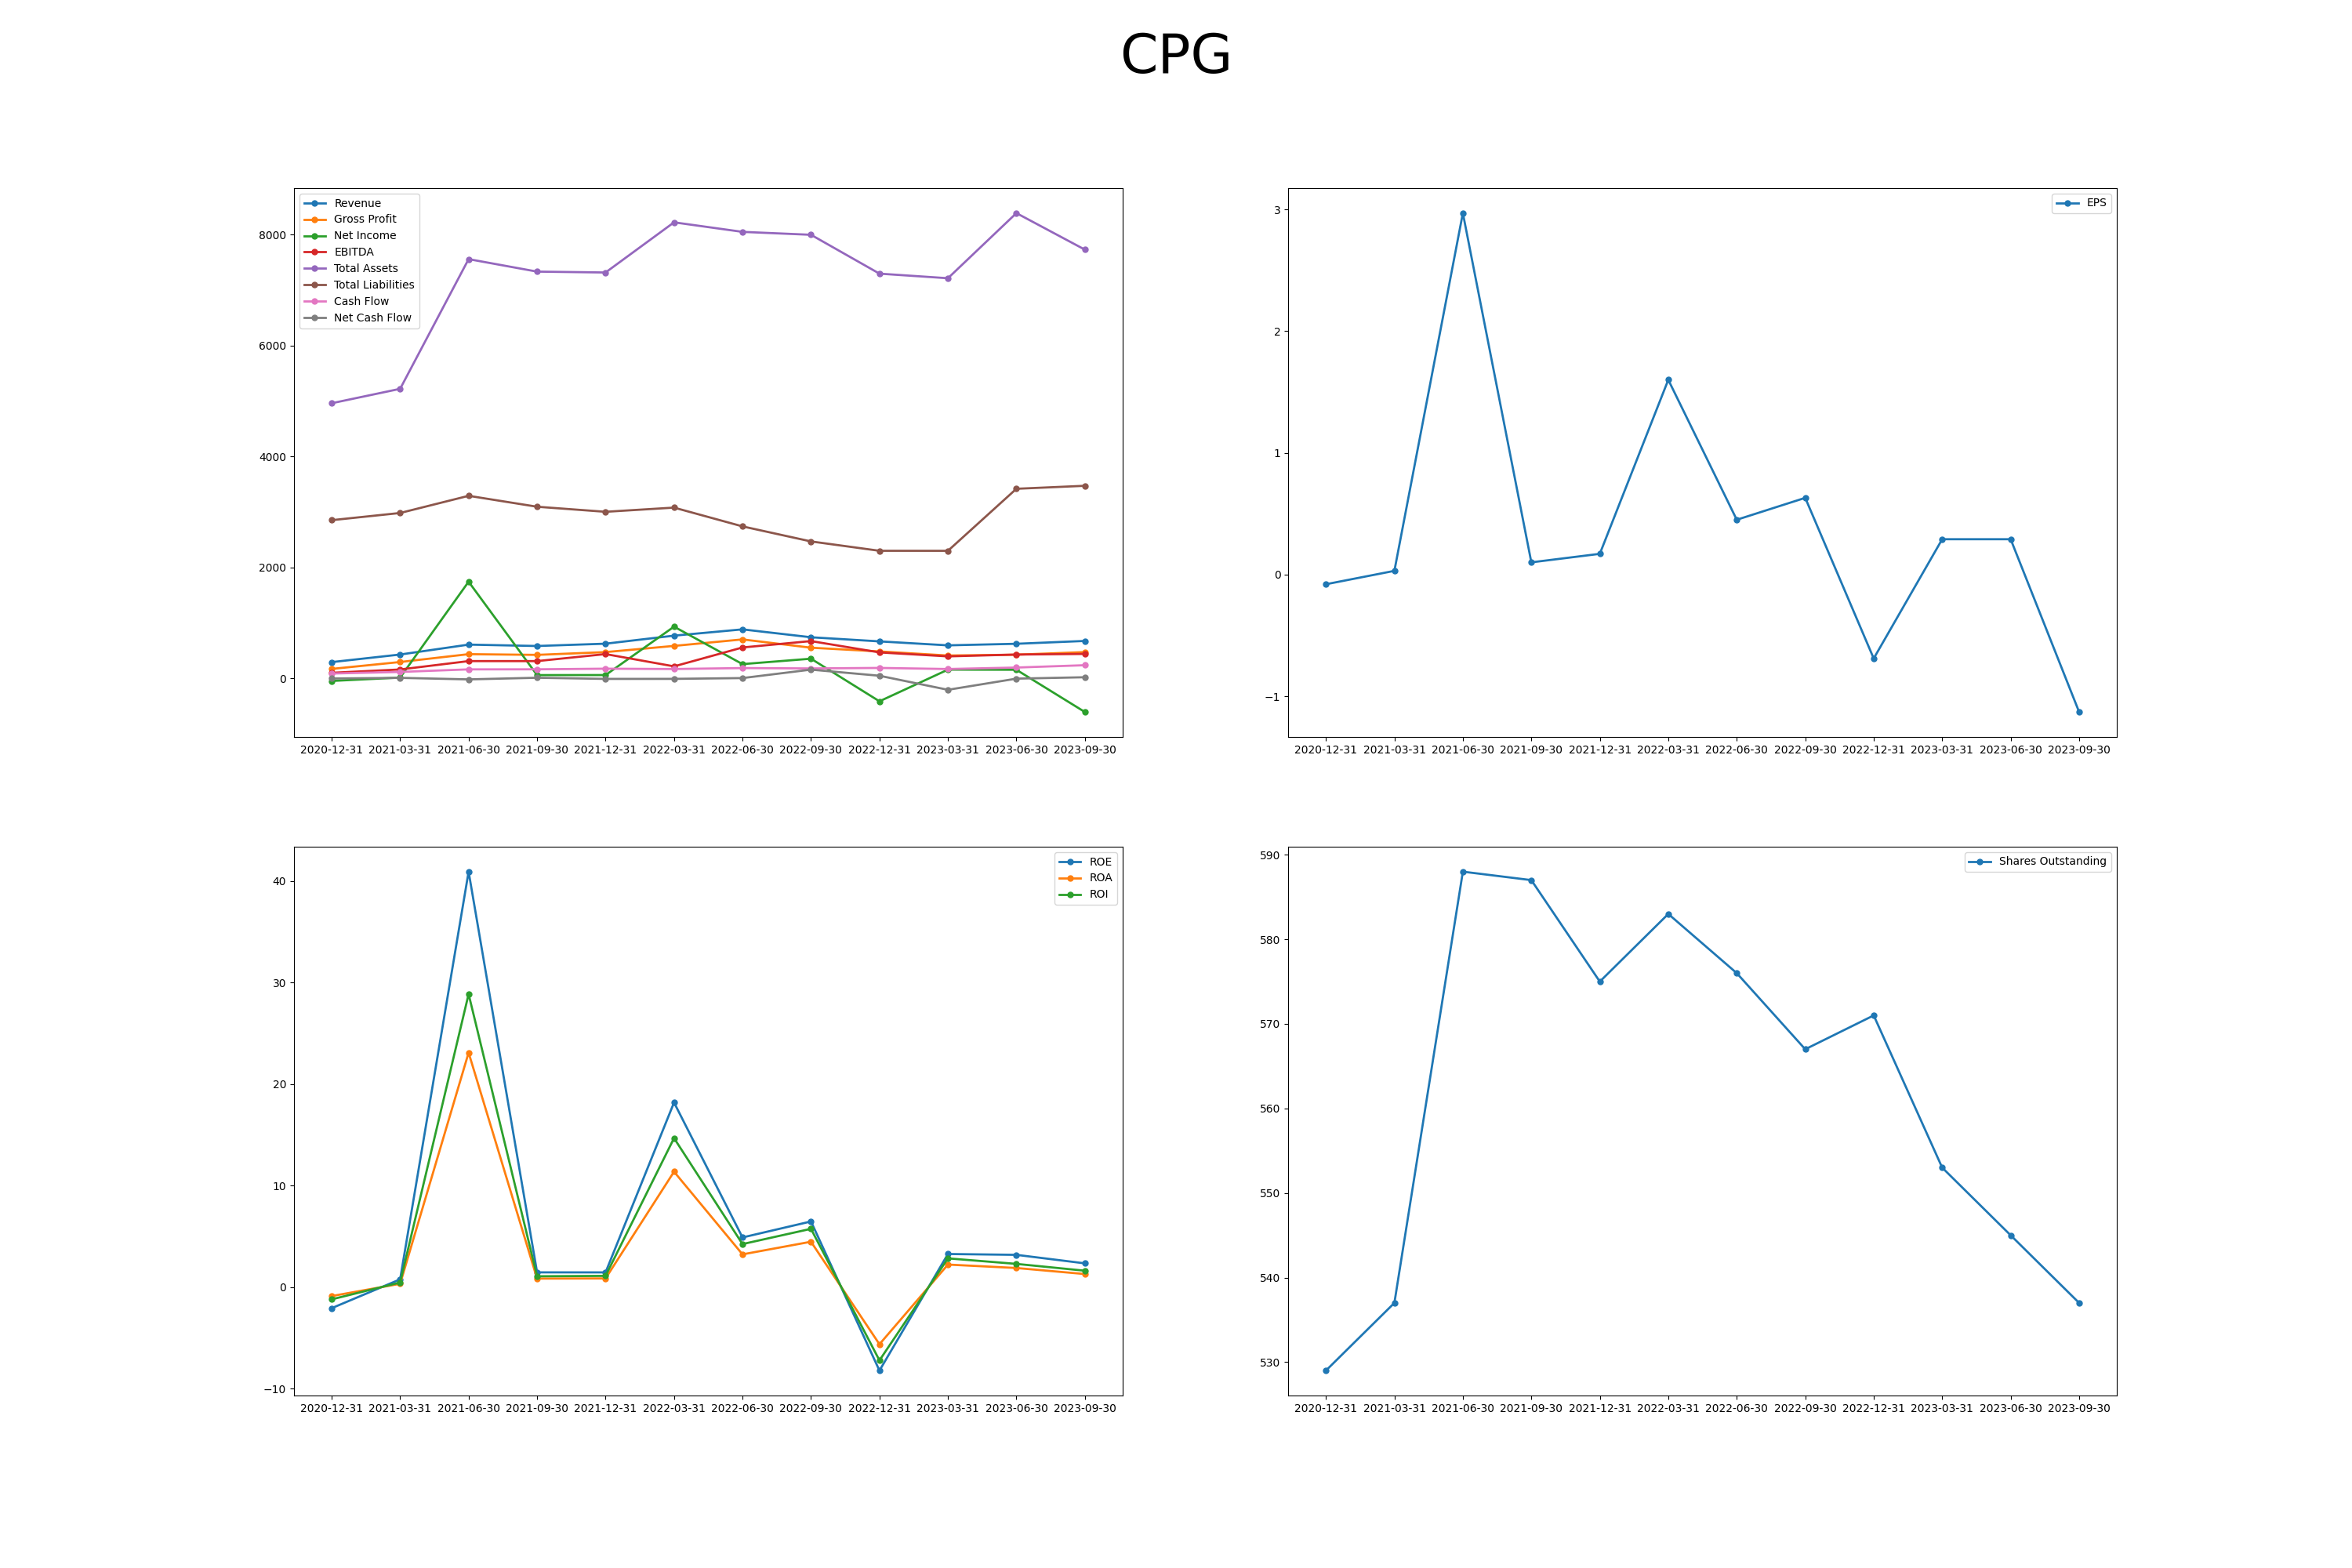 CPG
Revenue
Gross Profit
Net Income
EBITDA
Total Assets
Total Liabilities
Cash Flow
Net Cash Flow
8000
6000
4000
2000
0
2020-12-31 2021-03-31 2021-06-30 2021-09-30 2021-12-31 2022-03-31 2022-06-30 2022-09-30 2022-12-31 2023-03-31 2023-06-30 2023-09-30
EPS
3
2
1
0
−1
2020-12-31 2021-03-31 2021-06-30 2021-09-30 2021-12-31 2022-03-31 2022-06-30 2022-09-30 2022-12-31 2023-03-31 2023-06-30 2023-09-30
ROE
ROA
ROI
40
30
20
10
0
−10
2020-12-31 2021-03-31 2021-06-30 2021-09-30 2021-12-31 2022-03-31 2022-06-30 2022-09-30 2022-12-31 2023-03-31 2023-06-30 2023-09-30
Shares Outstanding
590
580
570
560
550
540
530
2020-12-31 2021-03-31 2021-06-30 2021-09-30 2021-12-31 2022-03-31 2022-06-30 2022-09-30 2022-12-31 2023-03-31 2023-06-30 2023-09-30